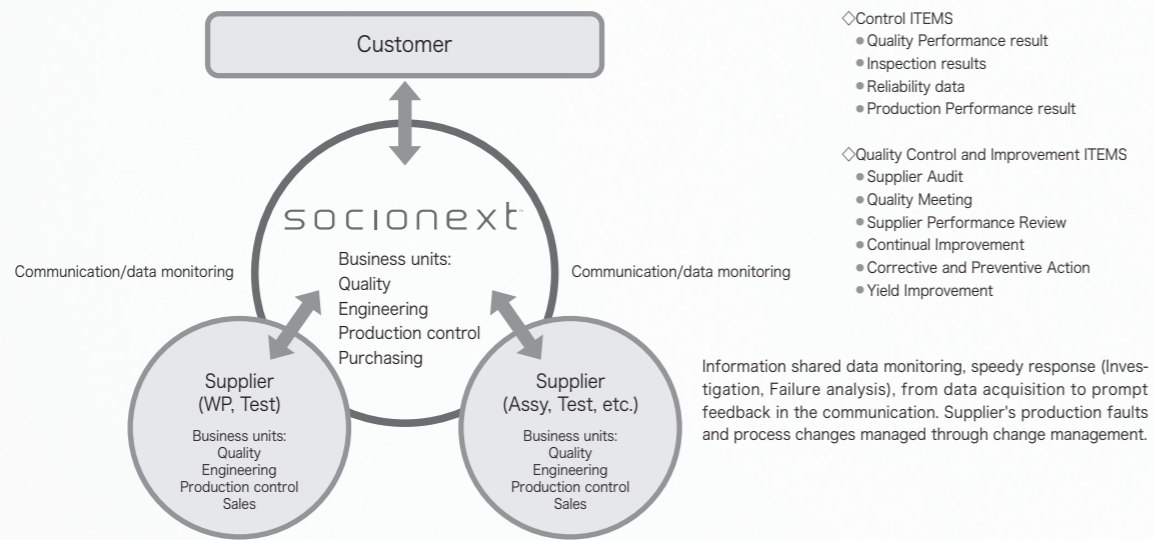 Customer
socionext
Business units:
Quality
Engineering
Production control
Purchasing
Communication/data monitoring
Communication/data monitoring
Supplier
(WP, Test)
Business units:
Quality
Engineering
Production control
Sales
Supplier
(Assy, Test, etc.)
Business units:
Quality
Engineering
Production control
Sales
◇Control ITEMS
● Quality Performance result
● Inspection results
● Reliability data
● Production Performance result
◇Quality Control and Improvement ITEMS
● Supplier Audit
● Quality Meeting
● Supplier Performance Review
● Continual Improvement
● Corrective and Preventive Action
● Yield Improvement
Information shared data monitoring, speedy response (Inves-
tigation, Failure analysis), from data acquisition to prompt
feedback in the communication. Supplier's production faults
and process changes managed through change management.